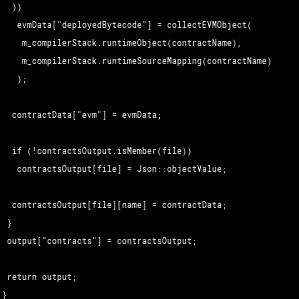 ))
evmData["deployedBytecode"] = collectEVMObject(
m_compilerStack.runtimeObject(contractName),
m_compilerStack.runtimeSourceMapping(contractName)
);
contractData["evm"] = evmData;
if (!contractsOutput.isMember(file))
contractsOutput[file] = Json::objectValue;
contractsOutput[file][name] = contractData;
}
output["contracts"] = contractsOutput;
return output;
}